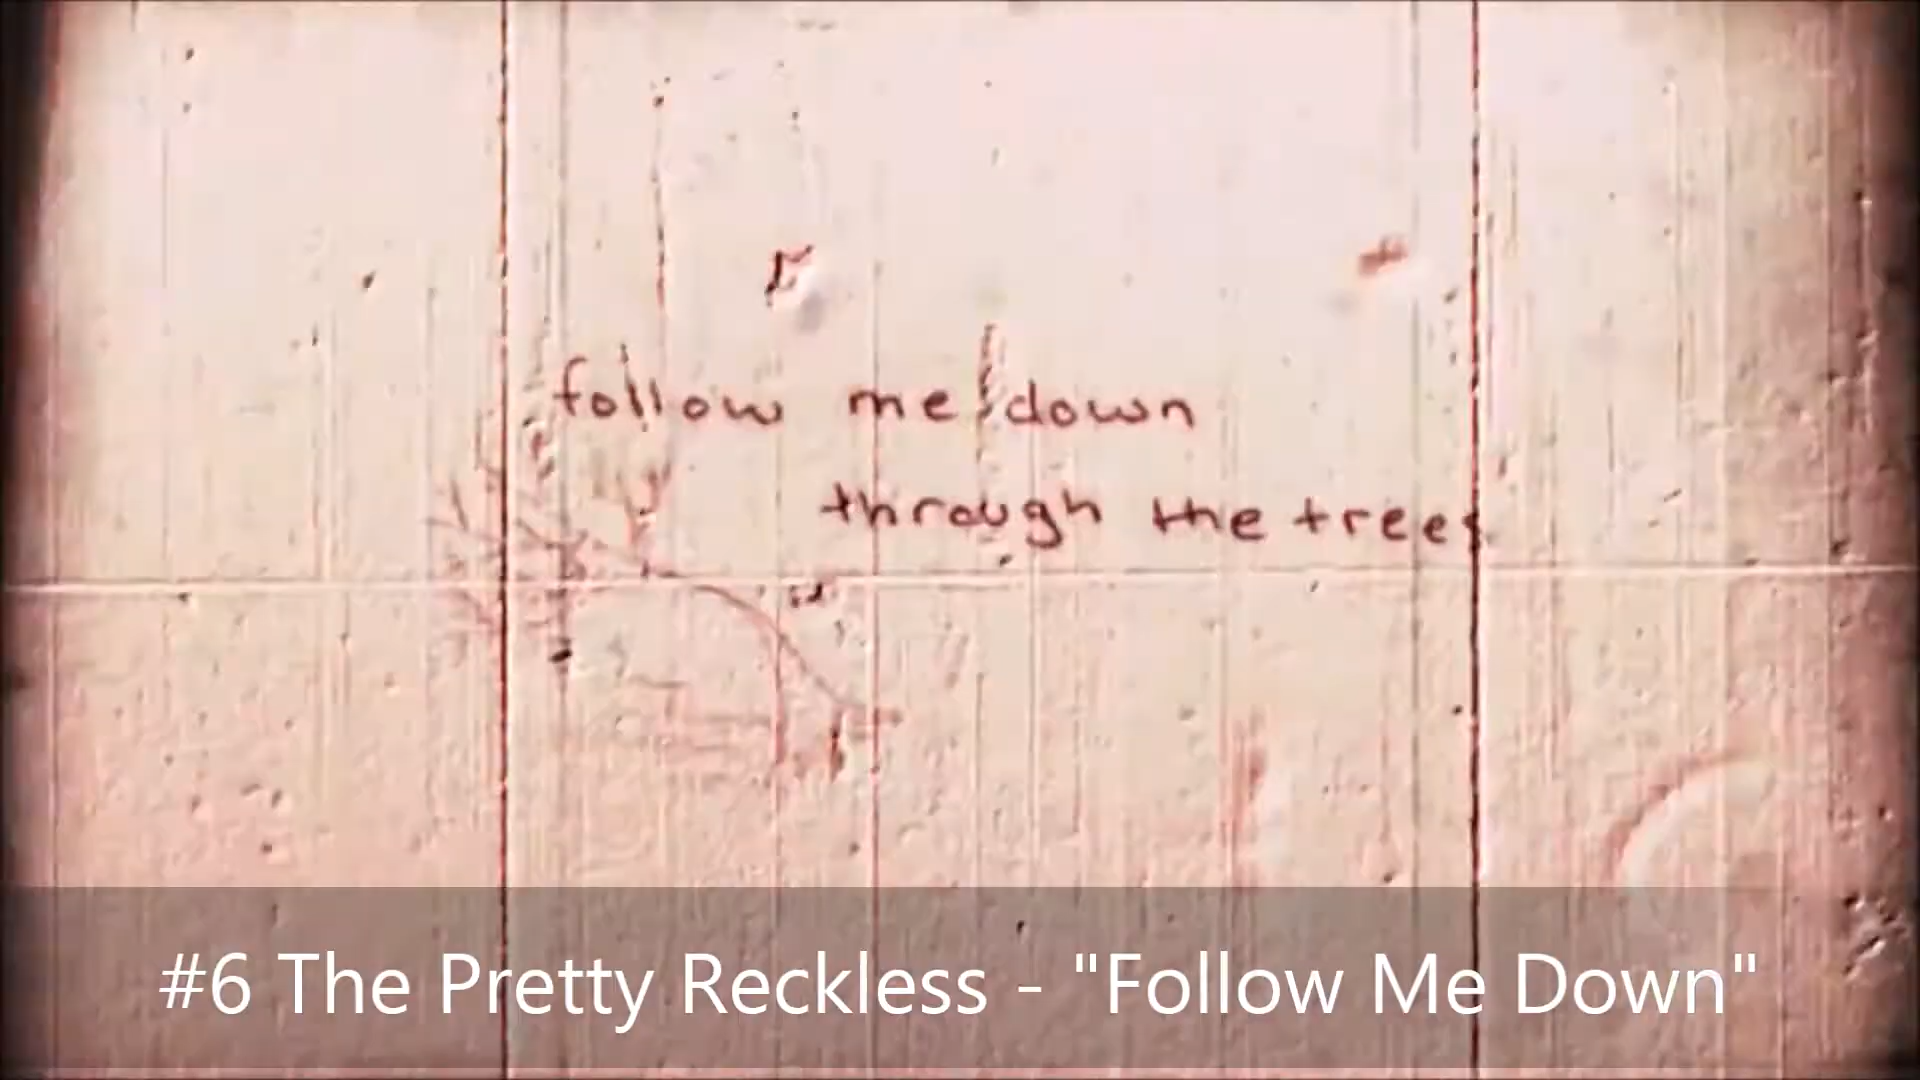 follow me down
through the trees
#6 The Pretty Reckless - "Follow Me Down"